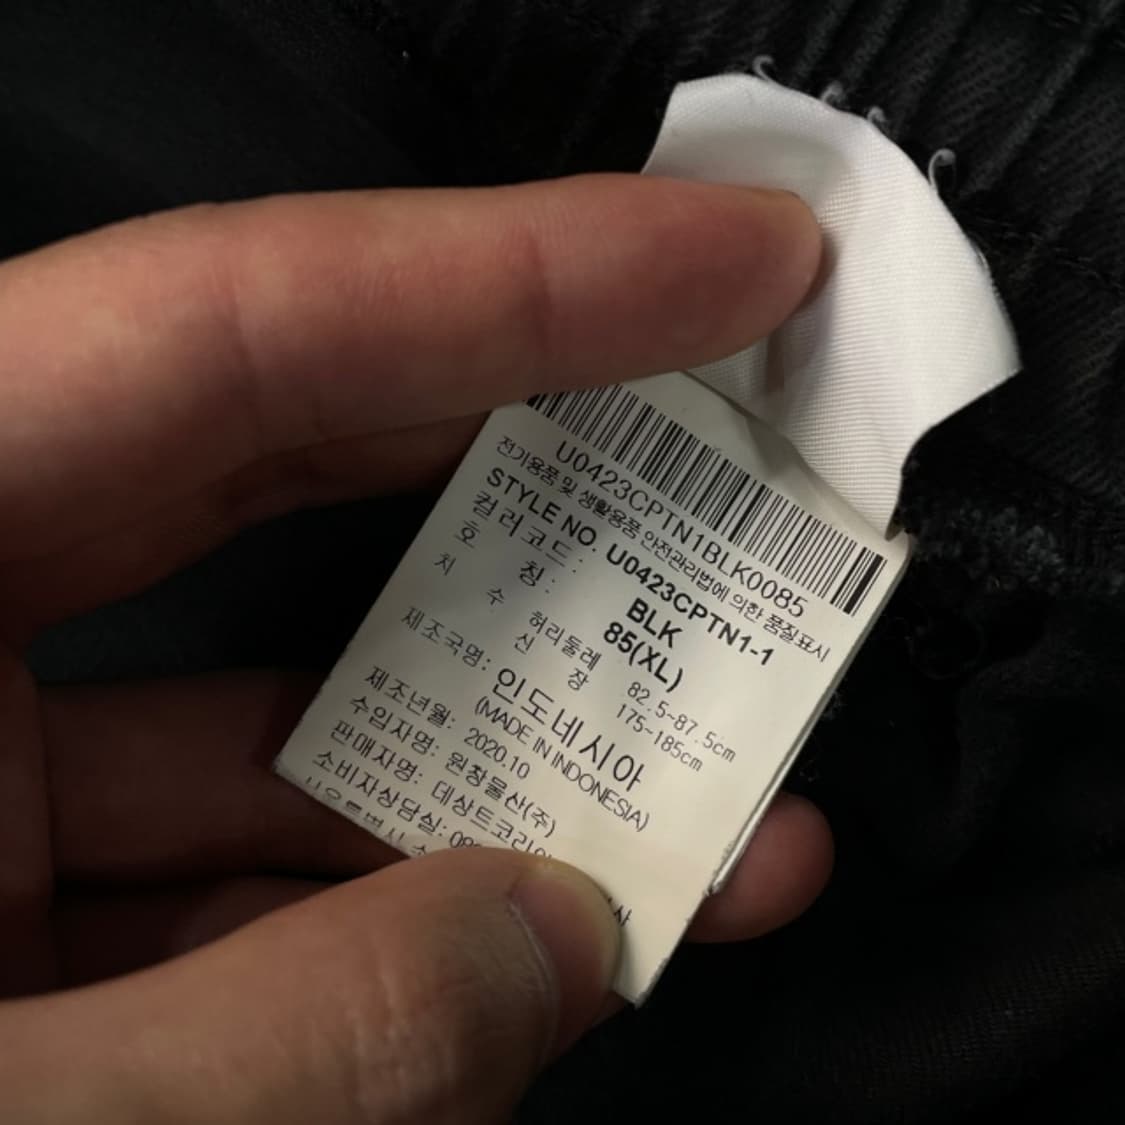 U0423CPTN1BLK0085
전기용품 및 생활용품 안전관리법에 의한 품질표시
STYLE NO. U0423CPTN1-1
컬러코드: BLK
호 칭: 85(XL)
치 수 허리둘레 82.5~87.5cm
신 장 175~185cm
제조국명: 인도네시아
(MADE IN INDONESIA)
제조년월: 2020.10
수입자명: 원창물산(주)
판매자명: 데상트코리아
소비자상담실: 08